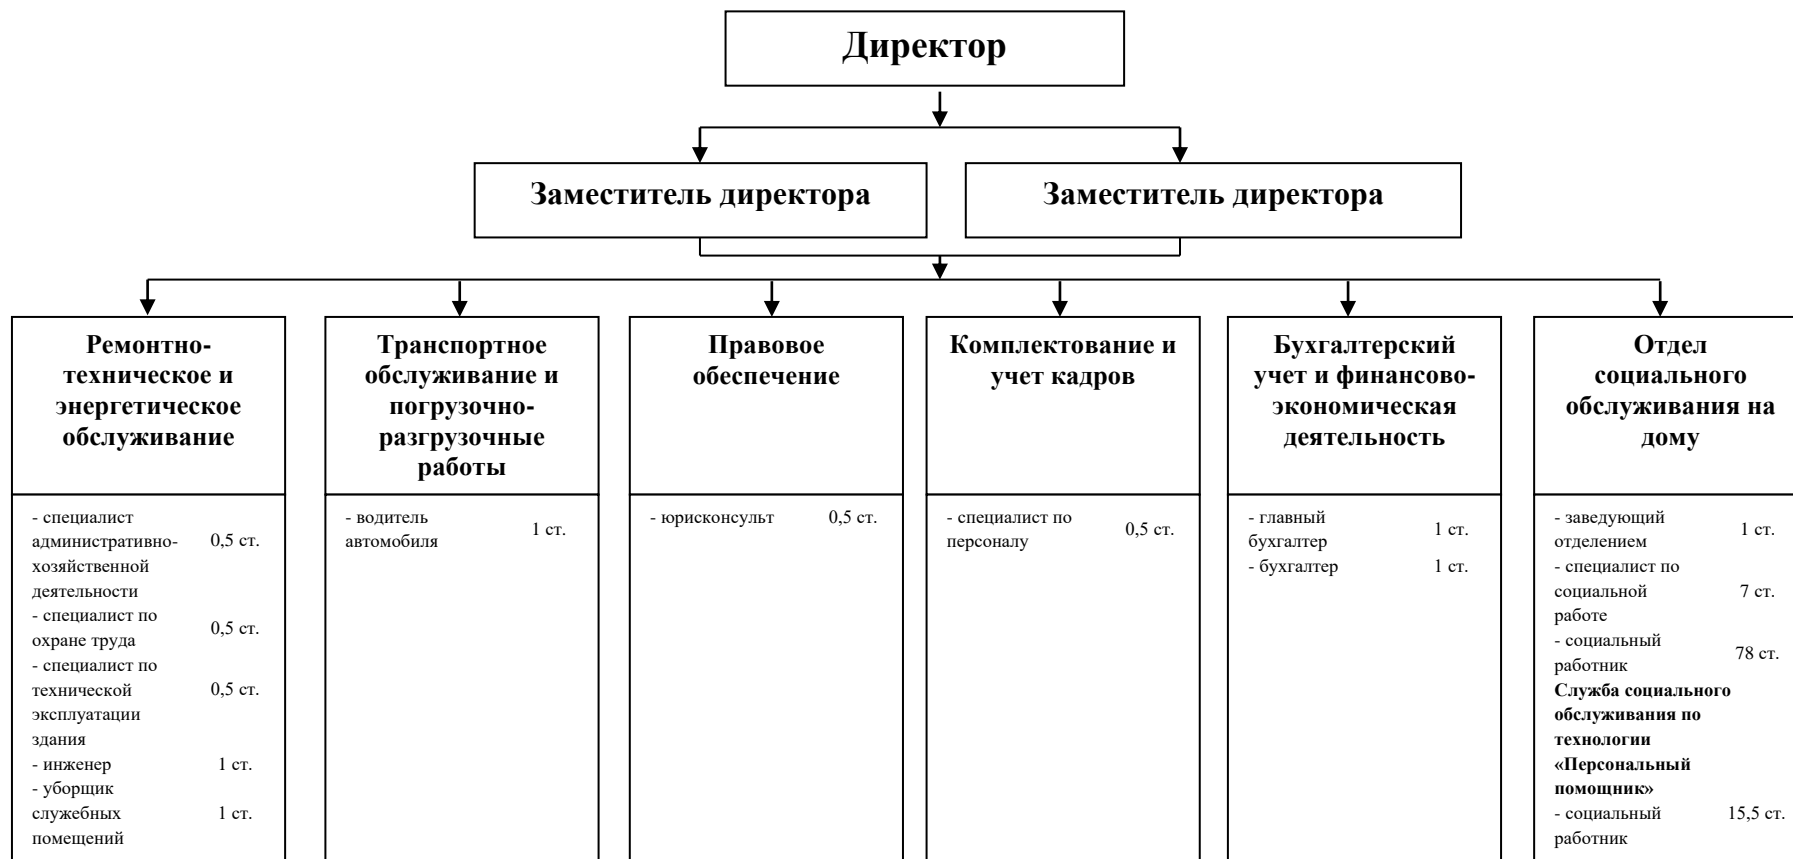 Директор
Заместитель директора
Заместитель директора
Ремонтно-
техническое и
энергетическое
обслуживание
Транспортное
обслуживание и
погрузочно-
разгрузочные
работы
Правовое
обеспечение
Комплектование и
учет кадров
Бухгалтерский
учет и финансово-
экономическая
деятельность
Отдел
социального
обслуживания на
дому
- специалист
административно-
хозяйственной
деятельности
0,5 ст.
- специалист по
охране труда
0,5 ст.
- специалист по
технической
эксплуатации
здания
0,5 ст.
- инженер 1 ст.
- уборщик
служебных
помещений
1 ст.
- водитель
автомобиля
1 ст.
- юрисконсульт 0,5 ст.
- специалист по
персоналу
0,5 ст.
- главный
бухгалтер
1 ст.
- бухгалтер 1 ст.
- заведующий
отделением
1 ст.
- специалист по
социальной
работе
7 ст.
- социальный
работник
78 ст.
Служба социального
обслуживания по
технологии
«Персональный
помощник»
- социальный
работник
15,5 ст.